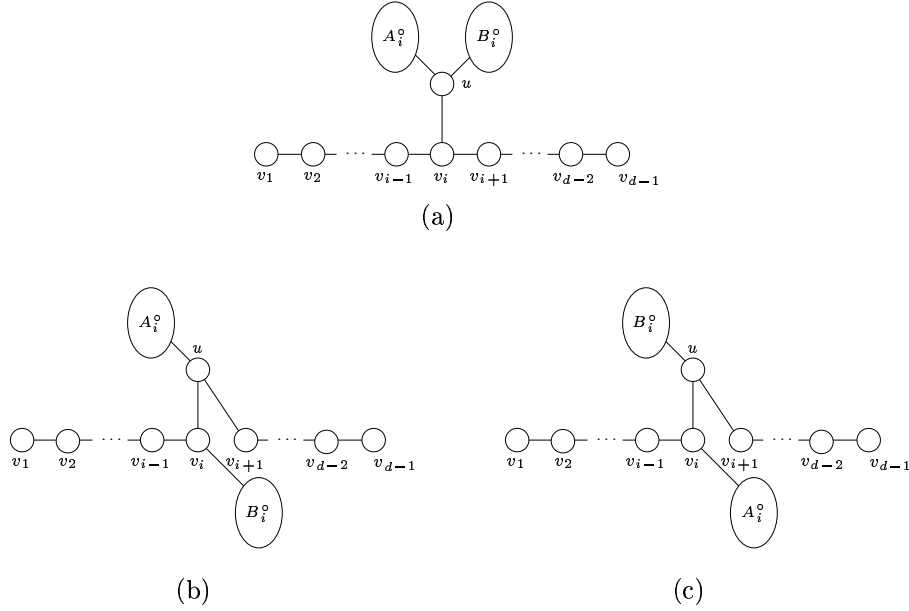 A_i° B_i°
u
...  ...
v_1 v_2 v_{i-1} v_i v_{i+1} v_{d-2} v_{d-1}
(a)
A_i° B_i°
u u
...  ...  ...  ...
v_1 v_2 v_{i-1} v_i v_{i+1} v_{d-2} v_{d-1} v_1 v_2 v_{i-1} v_i v_{i+1} v_{d-2} v_{d-1}
B_i° A_i°
(b) (c)